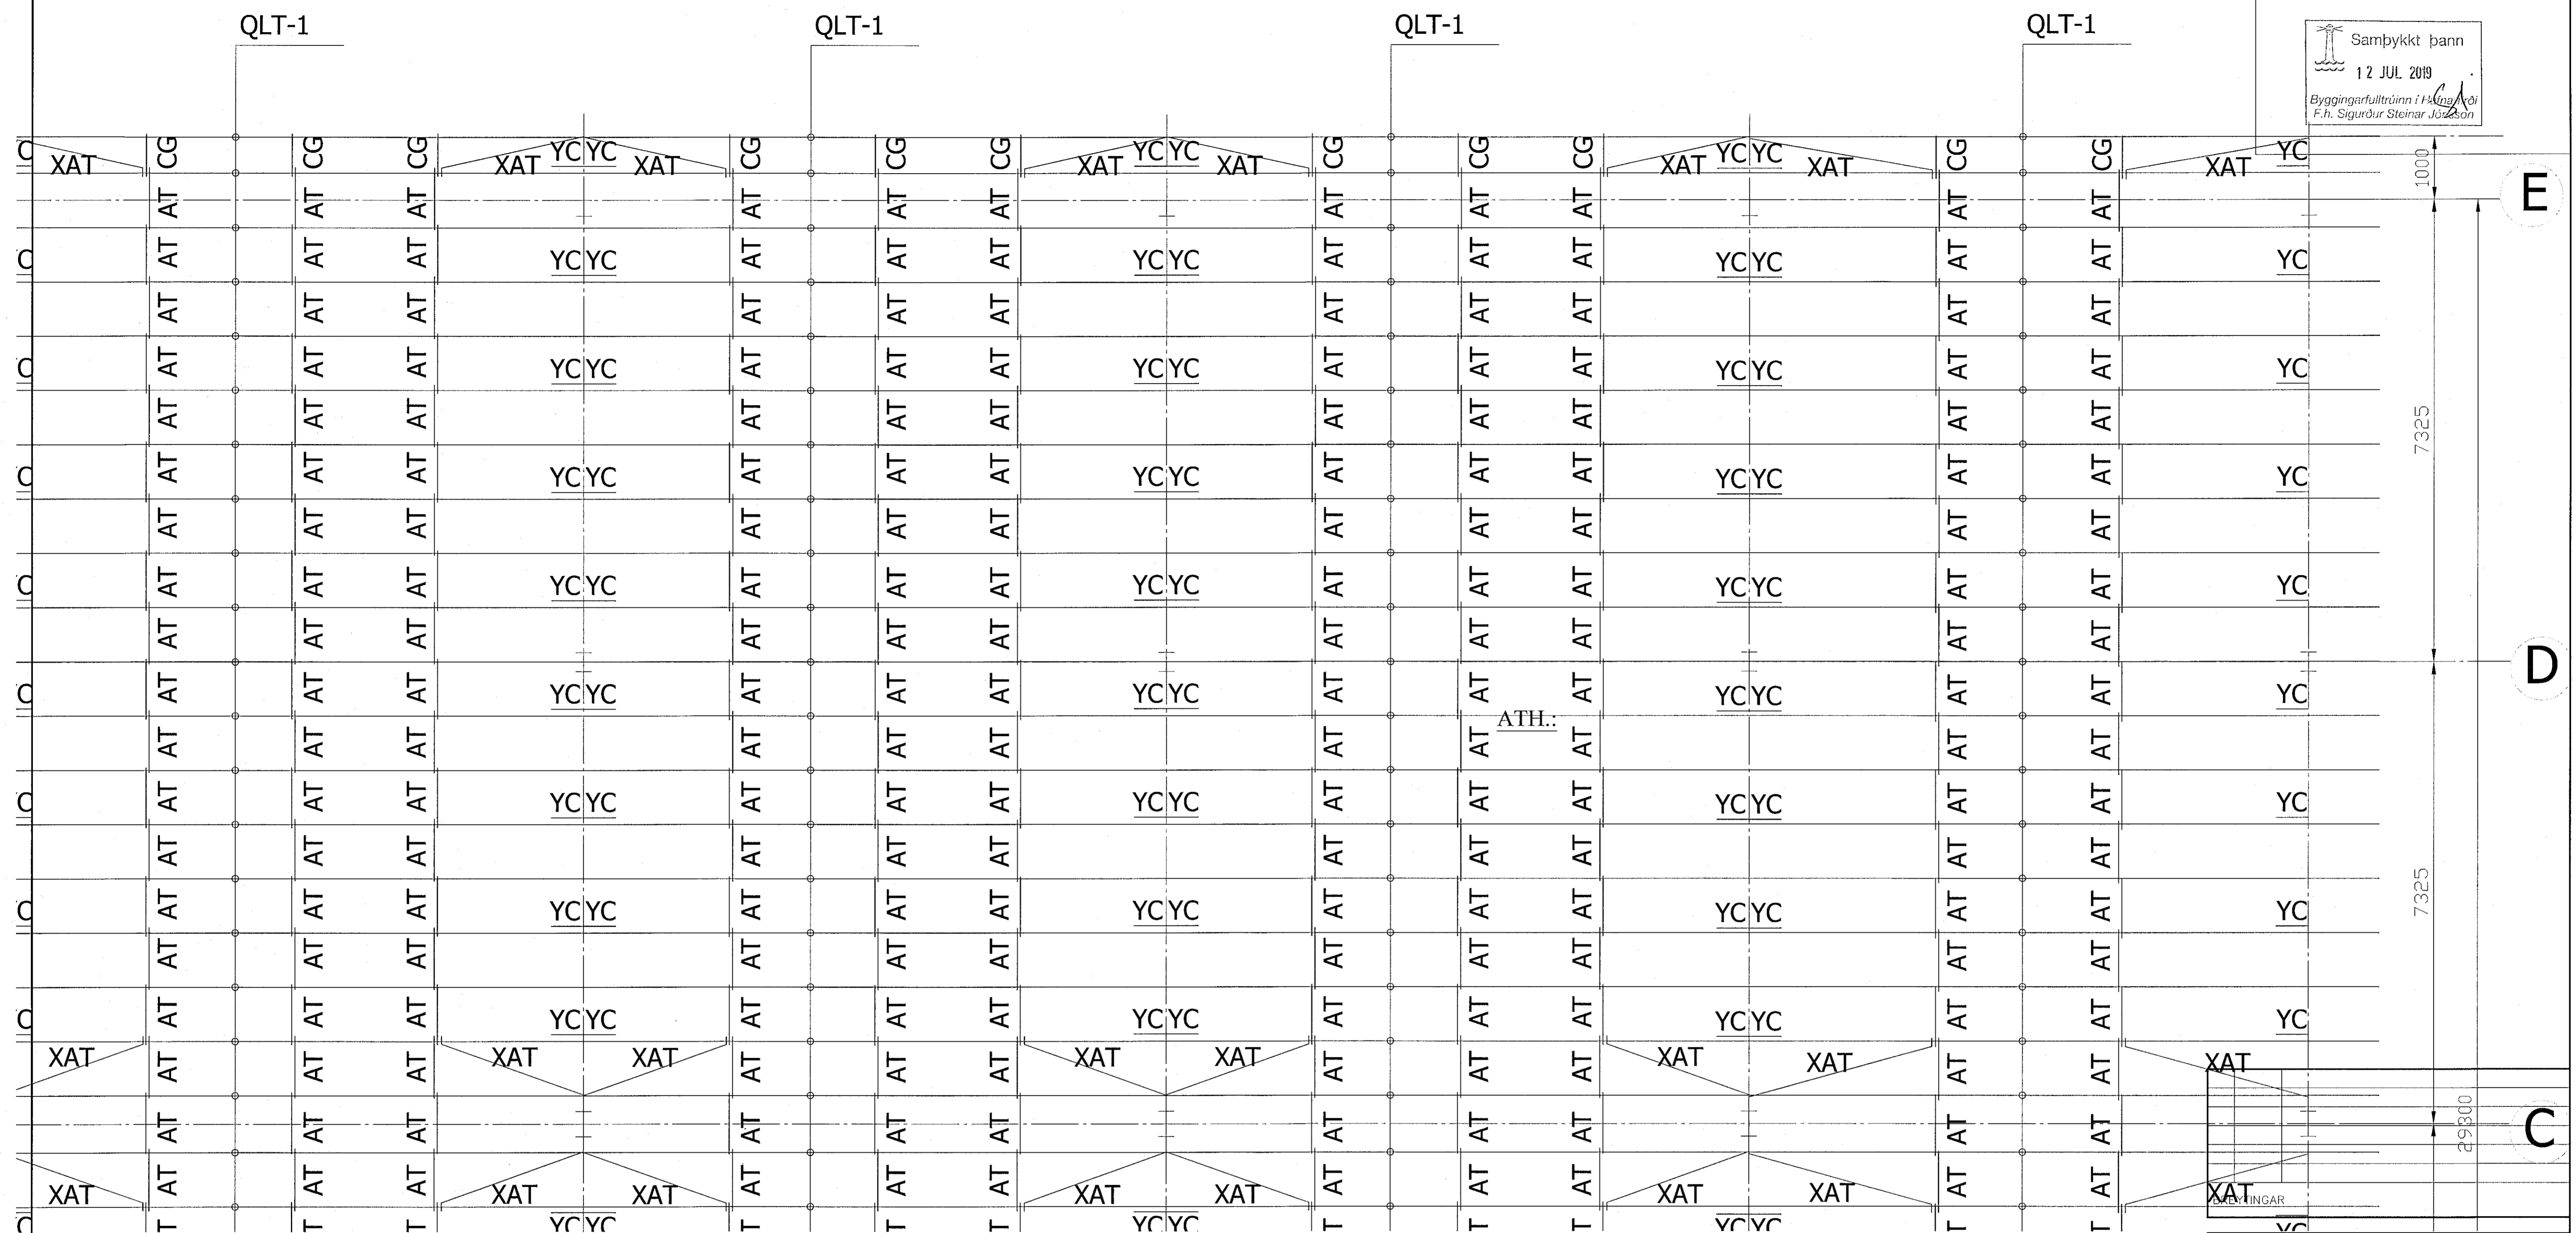 QLT-1 QLT-1 QLT-1 QLT-1
Samþykkt þann
12 JUL 2019
Byggingarfulltrúinn í Hafnarfirði
F.h. Sigurður Steinar Jónsson
C CG CG CG YC YC CG CG CG YC YC CG CG CG YC YC CG CG YC
XAT XAT XAT XAT XAT XAT XAT XAT
1000
AT AT AT AT AT AT AT AT AT AT AT E
C AT AT AT YC YC AT AT AT YC YC AT AT AT YC YC AT AT YC
AT AT AT AT AT AT AT AT AT AT AT
C AT AT AT YC YC AT AT AT YC YC AT AT AT YC YC AT AT YC
AT AT AT AT AT AT AT AT AT AT AT 7325
C AT AT AT YC YC AT AT AT YC YC AT AT AT YC YC AT AT YC
AT AT AT AT AT AT AT AT AT AT AT
C AT AT AT YC YC AT AT AT YC YC AT AT AT YC YC AT AT YC
AT AT AT AT AT AT AT AT AT AT AT D
C AT AT AT YC YC AT AT AT YC YC AT AT AT YC YC AT AT YC
ATH.:
AT AT AT AT AT AT AT AT AT AT AT
C AT AT AT YC YC AT AT AT YC YC AT AT AT YC YC AT AT YC
AT AT AT AT AT AT AT AT AT AT AT
C AT AT AT YC YC AT AT AT YC YC AT AT AT YC YC AT AT YC 7325
AT AT AT AT AT AT AT AT AT AT AT
C AT AT AT YC YC AT AT AT YC YC AT AT AT YC YC AT AT YC
XAT AT AT AT XAT XAT AT AT AT XAT XAT AT AT AT XAT XAT AT AT XAT
AT AT AT AT AT AT AT AT AT AT AT 29300 C
XAT AT AT AT XAT XAT AT AT AT XAT XAT AT AT AT XAT XAT AT AT XAT
BREYTINGAR
C T T T YC YC T T T YC YC T T T YC YC T T YC